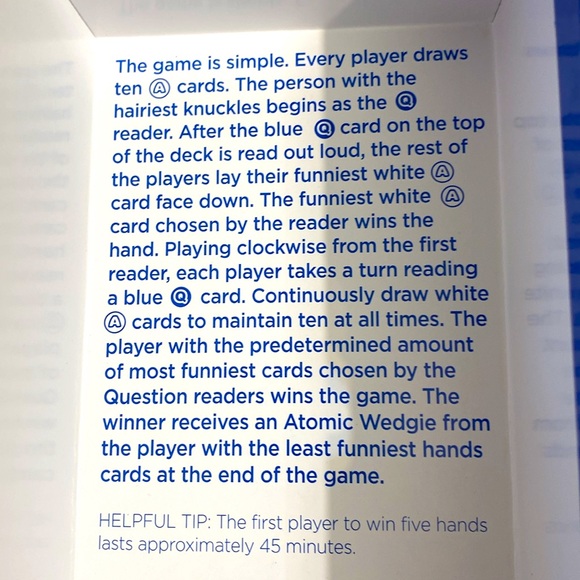 The game is simple. Every player draws
ten Ⓐ cards. The person with the
hairiest knuckles begins as the Ⓠ
reader. After the blue Ⓠ card on the top
of the deck is read out loud, the rest of
the players lay their funniest white Ⓐ
card face down. The funniest white Ⓐ
card chosen by the reader wins the
hand. Playing clockwise from the first
reader, each player takes a turn reading
a blue Ⓠ card. Continuously draw white
Ⓐ cards to maintain ten at all times. The
player with the predetermined amount
of most funniest cards chosen by the
Question readers wins the game. The
winner receives an Atomic Wedgie from
the player with the least funniest hands
cards at the end of the game.
HELPFUL TIP: The first player to win five hands
lasts approximately 45 minutes.